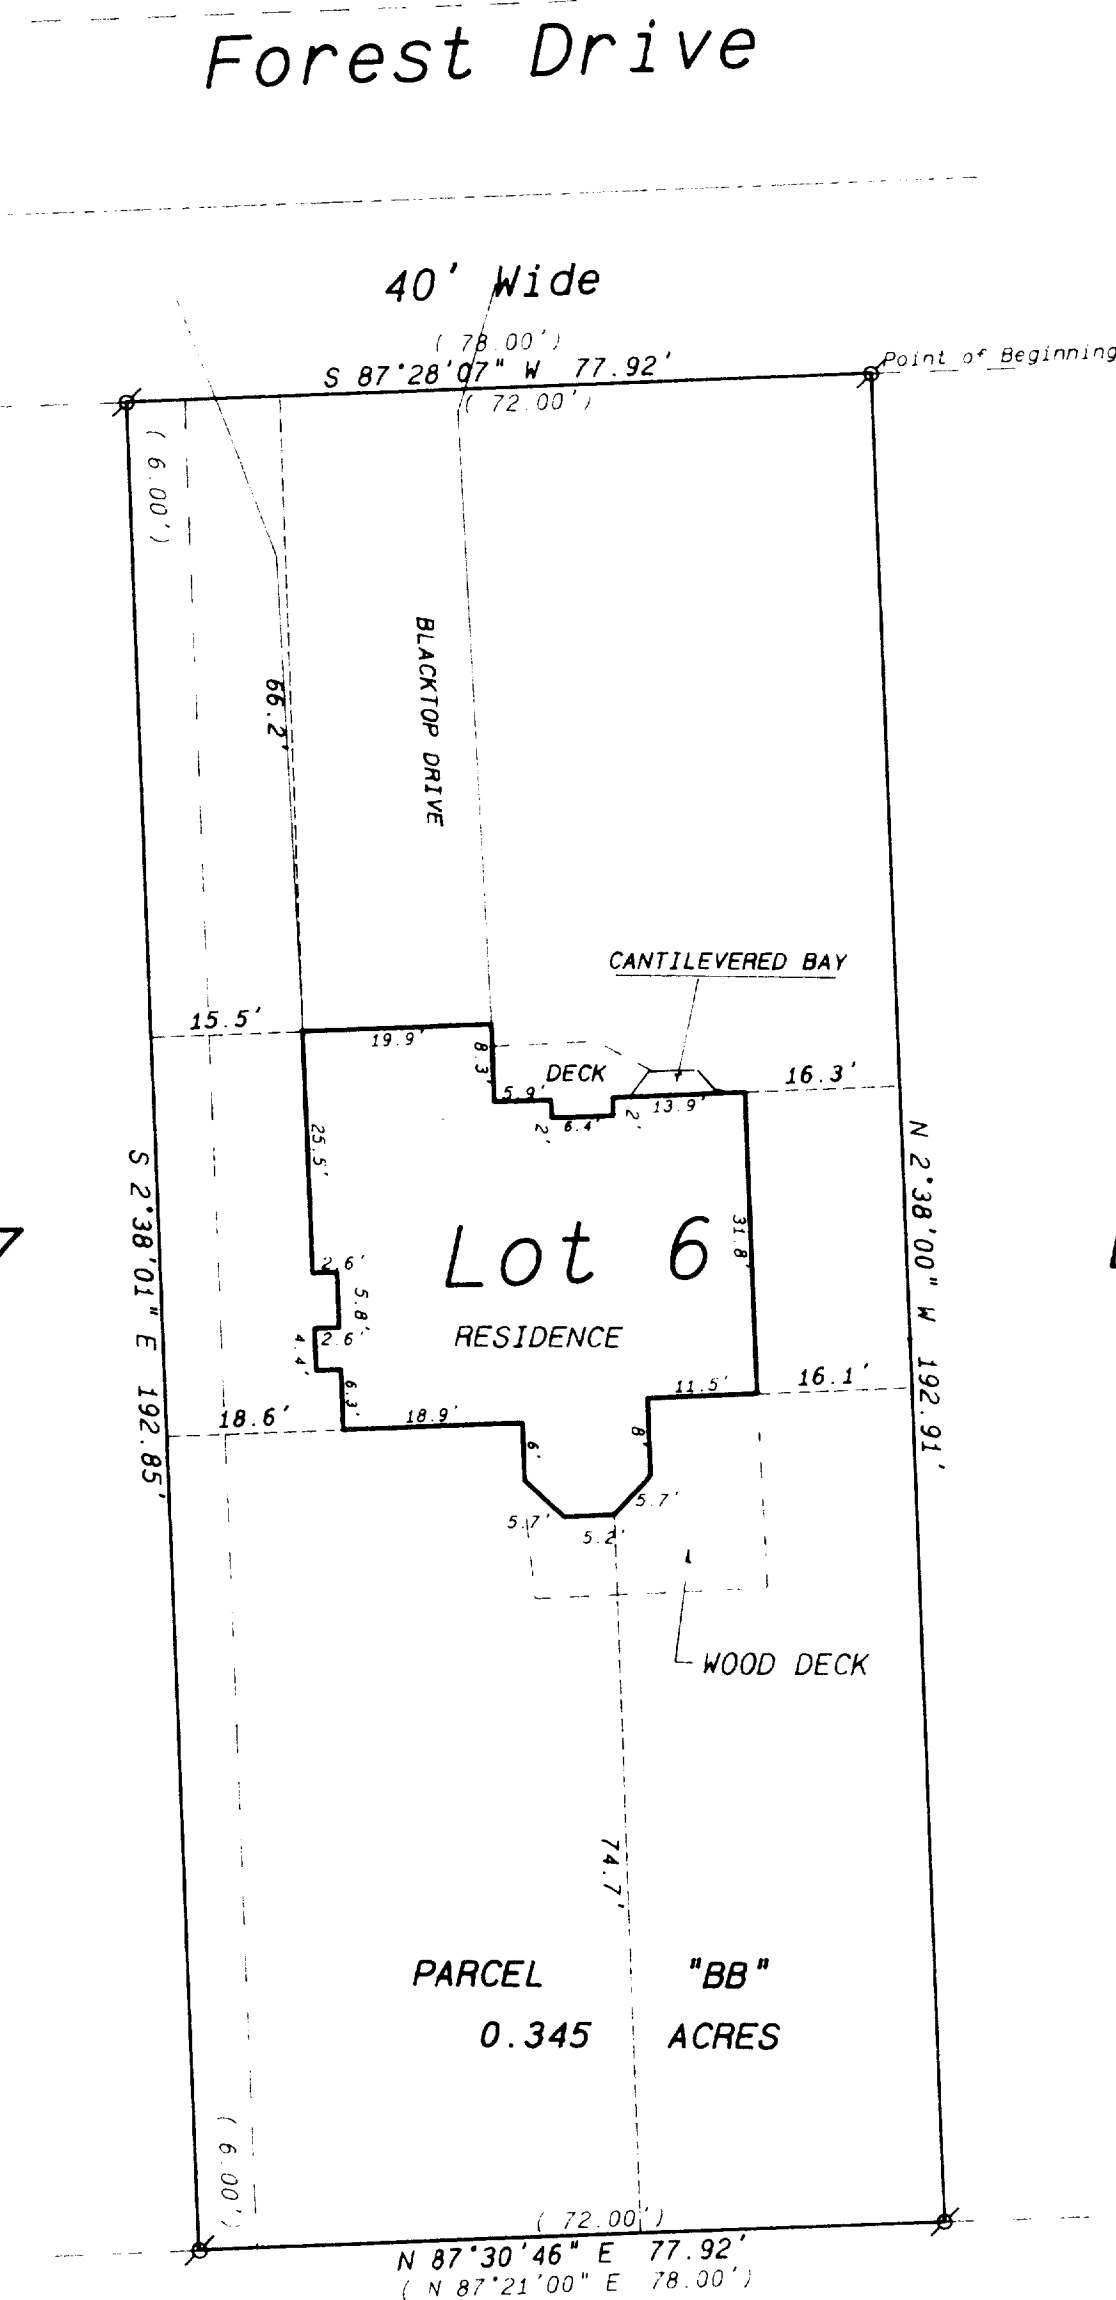 Forest Drive
40' Wide
( 78.00')
S 87°28'07" W 77.92'
Point of Beginning
( 72.00')
( 6.00')
66.2'
BLACKTOP DRIVE
CANTILEVERED BAY
15.5'
19.9'
8.3'
DECK
16.3'
5.9'
13.9'
2'
6.4'
2'
25.5'
S 2°38'01" E 192.85'
N 2°38'00" W 192.91'
31.8'
Lot 6
2.6'
5.8'
RESIDENCE
4.4'
2.6'
6.3'
11.5'
16.1'
18.6'
18.9'
6'
8'
5.7'
5.7'
5.2'
WOOD DECK
74.7'
PARCEL "BB"
0.345 ACRES
( 6.00')
( 72.00')
N 87°30'46" E 77.92'
( N 87°21'00" E 78.00')